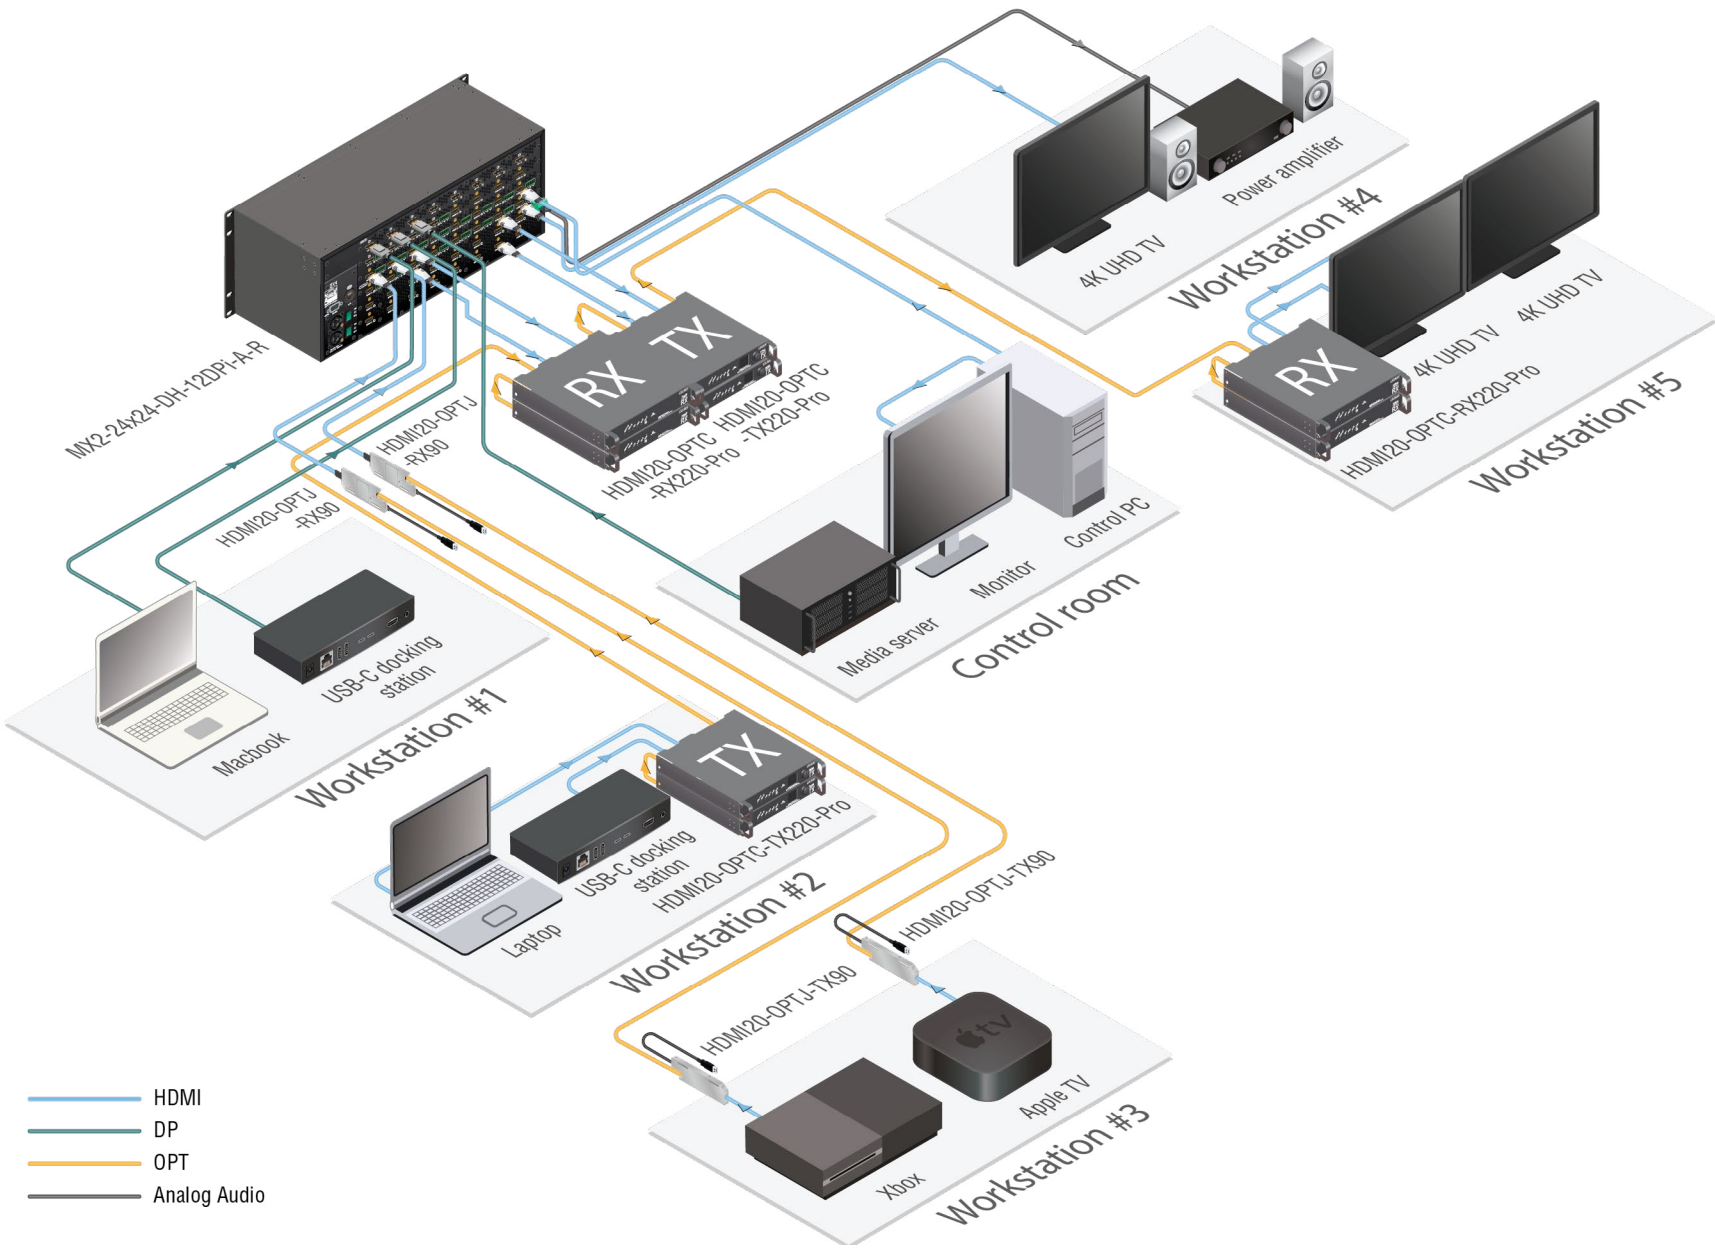 MX2-24x24-DH-12DPi-A-R
4K UHD TV
Power amplifier
Workstation #4
4K UHD TV
4K UHD TV
RX
HDMI20-OPTC-RX220-Pro
Workstation #5
RX
TX
HDMI20-OPTC
-RX220-Pro
HDMI20-OPTC
-TX220-Pro
HDMI20-OPTJ
-RX90
HDMI20-OPTJ
-RX90
Media server
Monitor
Control PC
Control room
Macbook
USB-C docking
station
Workstation #1
TX
Laptop
USB-C docking
station
HDMI20-OPTC-TX220-Pro
Workstation #2
HDMI20-OPTJ-TX90
HDMI20-OPTJ-TX90
tv
Xbox
Apple TV
Workstation #3
HDMI
DP
OPT
Analog Audio